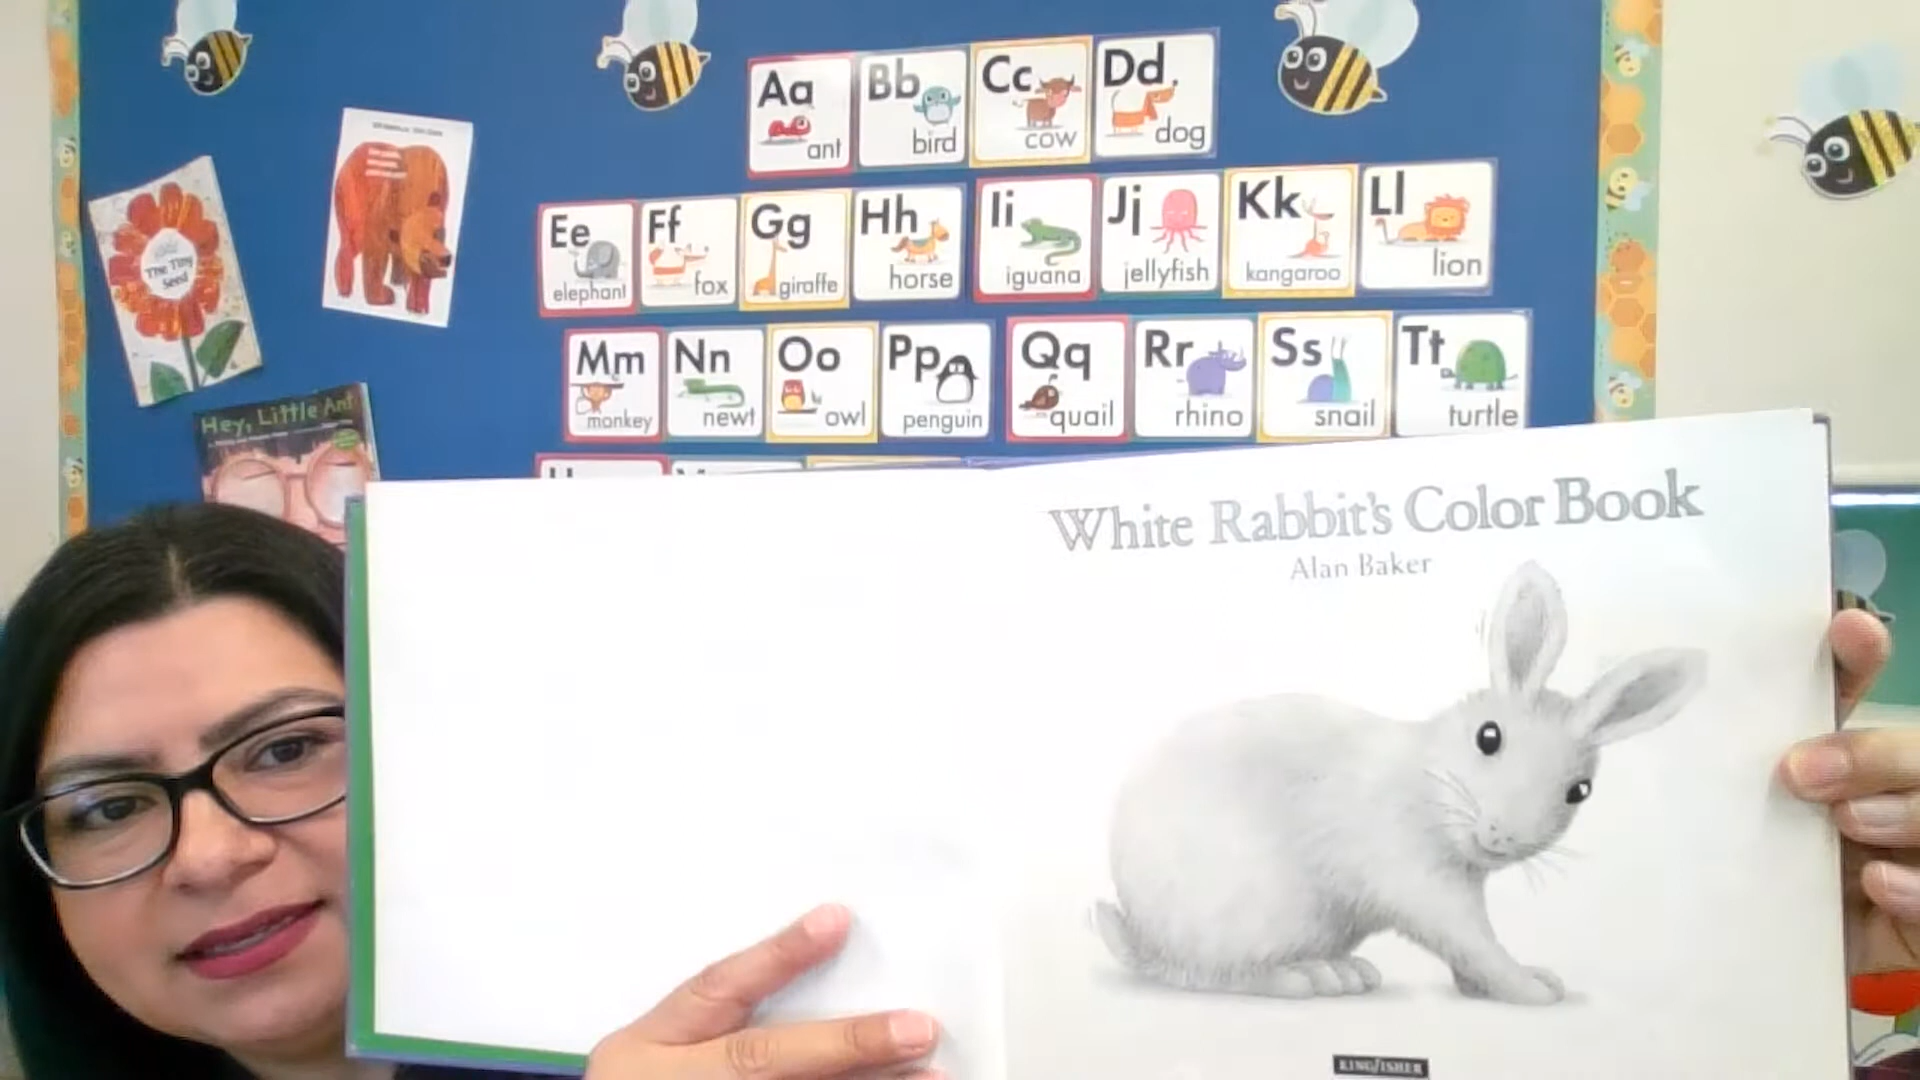 Aa
ant
Bb
bird
Cc
cow
Dd
dog
Ee
elephant
Ff
fox
Gg
giraffe
Hh
horse
Ii
iguana
Jj
jellyfish
Kk
kangaroo
Ll
lion
Mm
monkey
Nn
newt
Oo
owl
Pp
penguin
Qq
quail
Rr
rhino
Ss
snail
Tt
turtle
The Tiny
Seed
Hey, Little Ant
White Rabbit's Color Book
Alan Baker
KINGFISHER